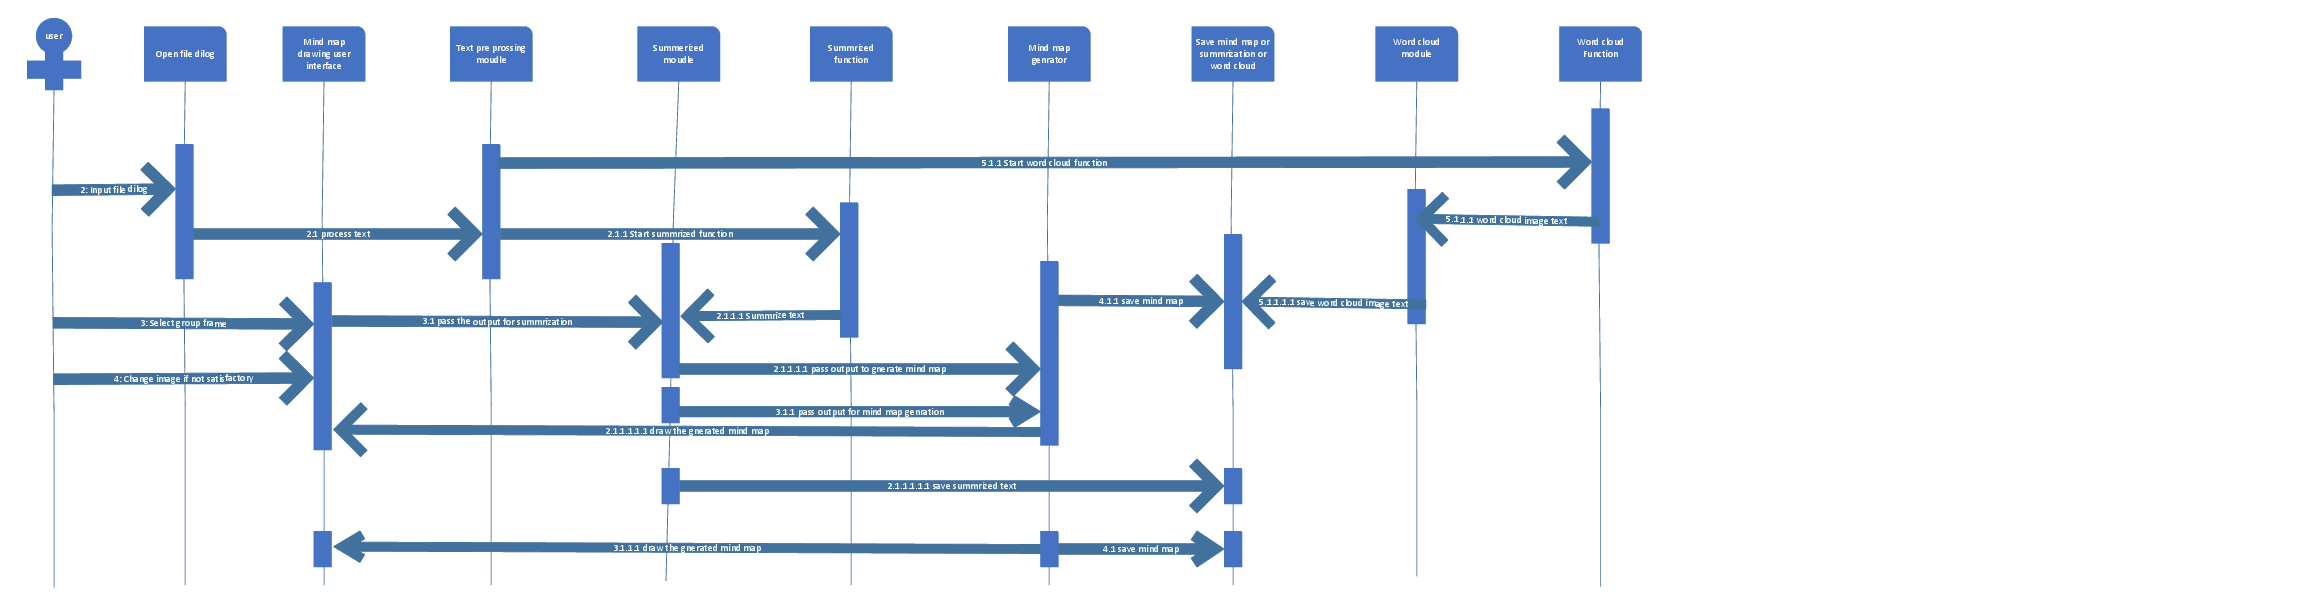 user
Open file dilog
Mind map
drawing user
interface
Text pre prossing
moudle
Summerized
moudle
Summrized
function
Mind map
genrator
Save mind map or
summrization or
word cloud
Word cloud
module
Word cloud
Function
5.1.1 Start word cloud function
2: Input file dilog
5.1.1.1 word cloud image text
2.1 process text
2.1.1 Start summrized function
4.1.1 save mind map
5.1.1.1.1 save word cloud image text
2.1.1.1 Summrize text
3: Select group frame
3.1 pass the output for summrization
2.1.1.1.1 pass output to gnerate mind map
4: Change image if not satisfactory
3.1.1 pass output for mind map genration
2.1.1.1.1.1 draw the gnerated mind map
2.1.1.1.1.1 save summrized text
3.1.1.1 draw the gnerated mind map
4.1 save mind map